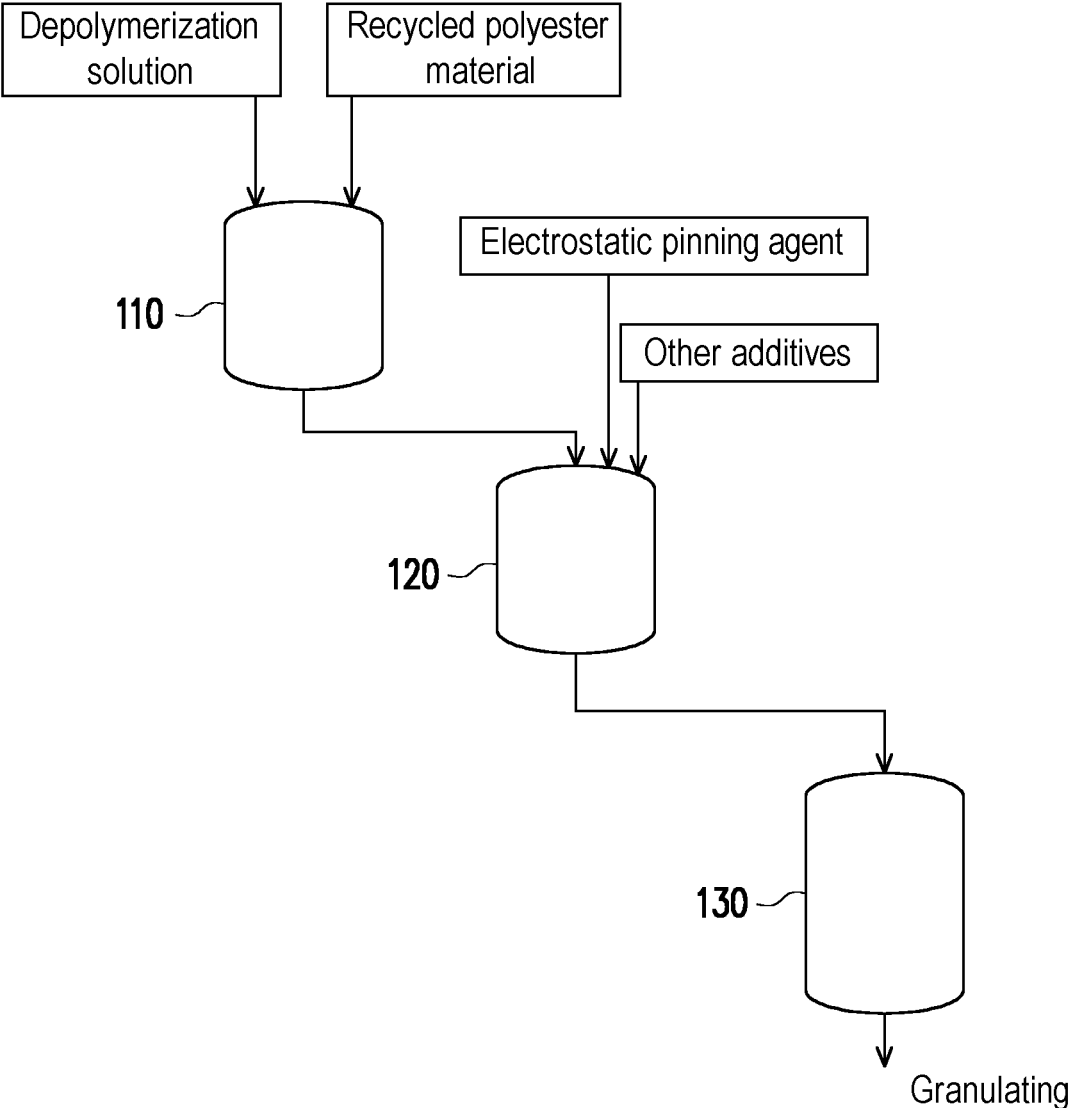 Depolymerization
solution
Recycled polyester
material
Electrostatic pinning agent
110
Other additives
120
130
Granulating